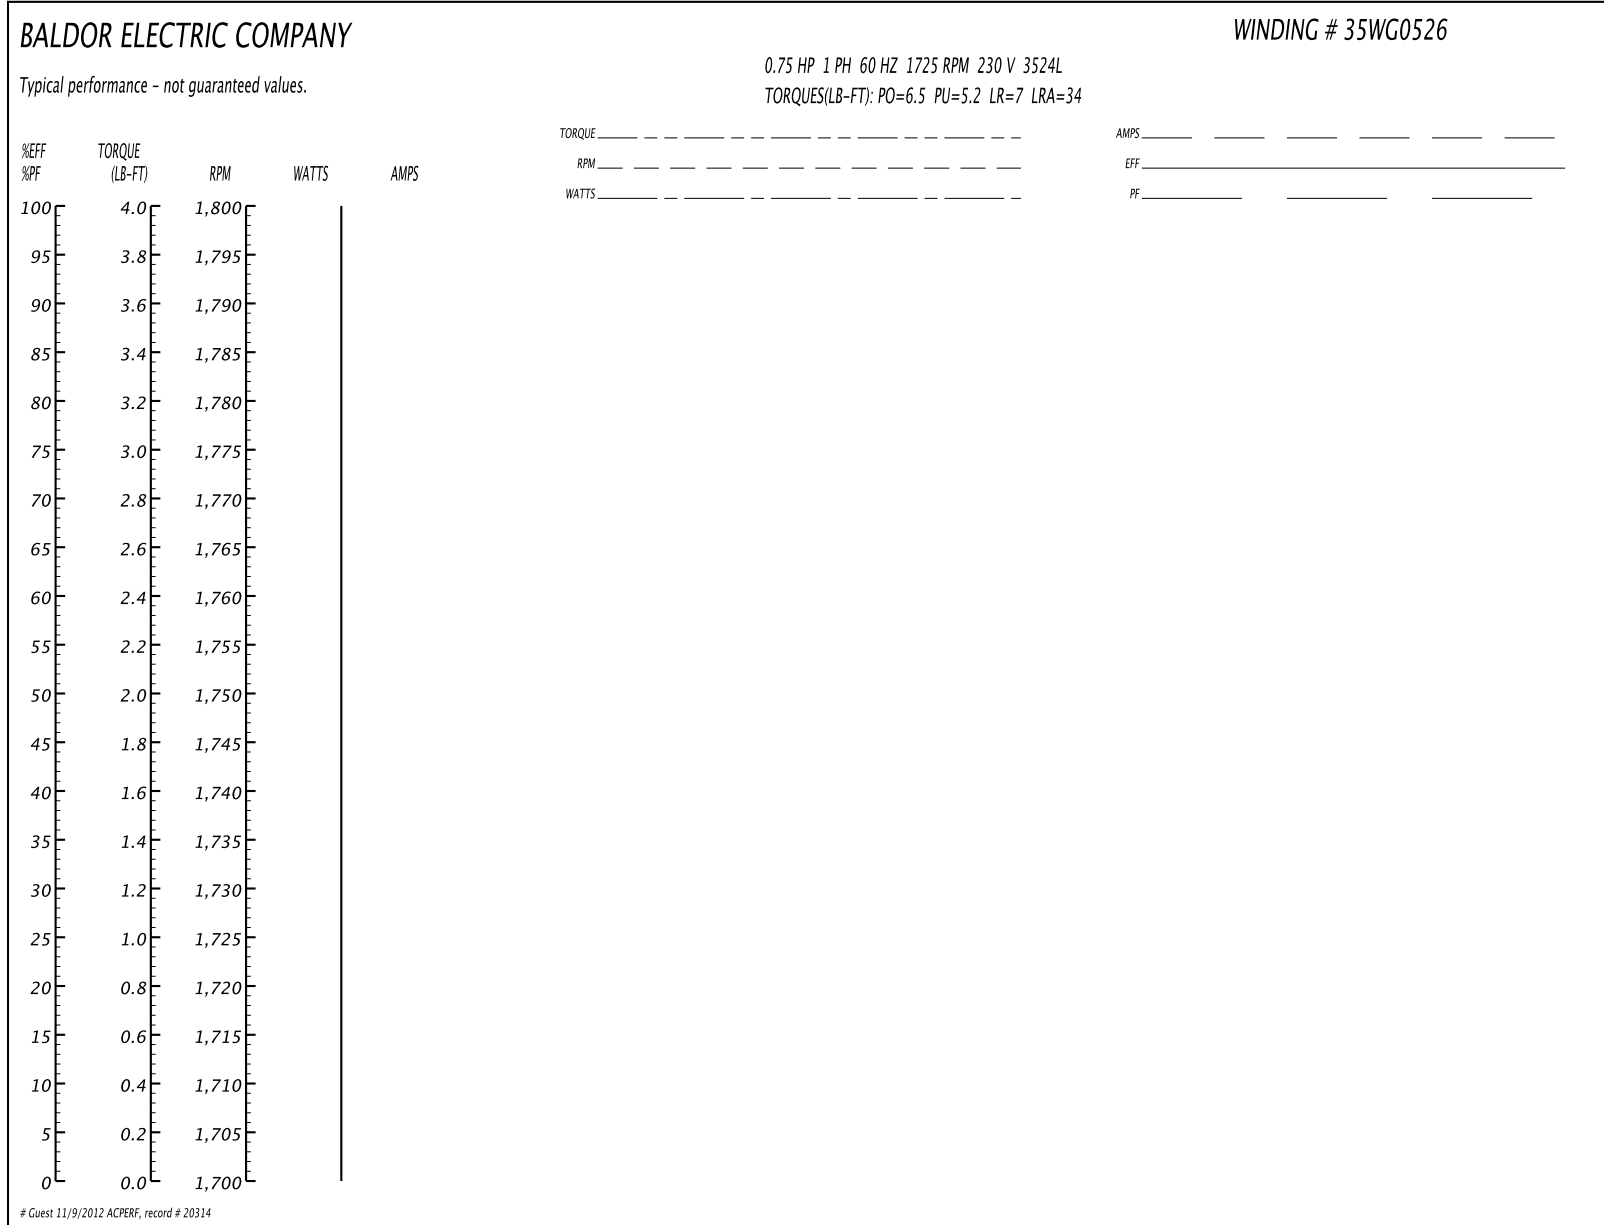 BALDOR ELECTRIC COMPANY
WINDING # 35WG0526
Typical performance - not guaranteed values.
0.75 HP 1 PH 60 HZ 1725 RPM 230 V 3524L
TORQUES(LB-FT): PO=6.5 PU=5.2 LR=7 LRA=34
TORQUE AMPS
RPM EFF
WATTS PF
%EFF TORQUE
%PF (LB-FT) RPM WATTS AMPS
100 4.0 1,800
95 3.8 1,795
90 3.6 1,790
85 3.4 1,785
80 3.2 1,780
75 3.0 1,775
70 2.8 1,770
65 2.6 1,765
60 2.4 1,760
55 2.2 1,755
50 2.0 1,750
45 1.8 1,745
40 1.6 1,740
35 1.4 1,735
30 1.2 1,730
25 1.0 1,725
20 0.8 1,720
15 0.6 1,715
10 0.4 1,710
5 0.2 1,705
0 0.0 1,700
# Guest 11/9/2012 ACPERF, record # 20314